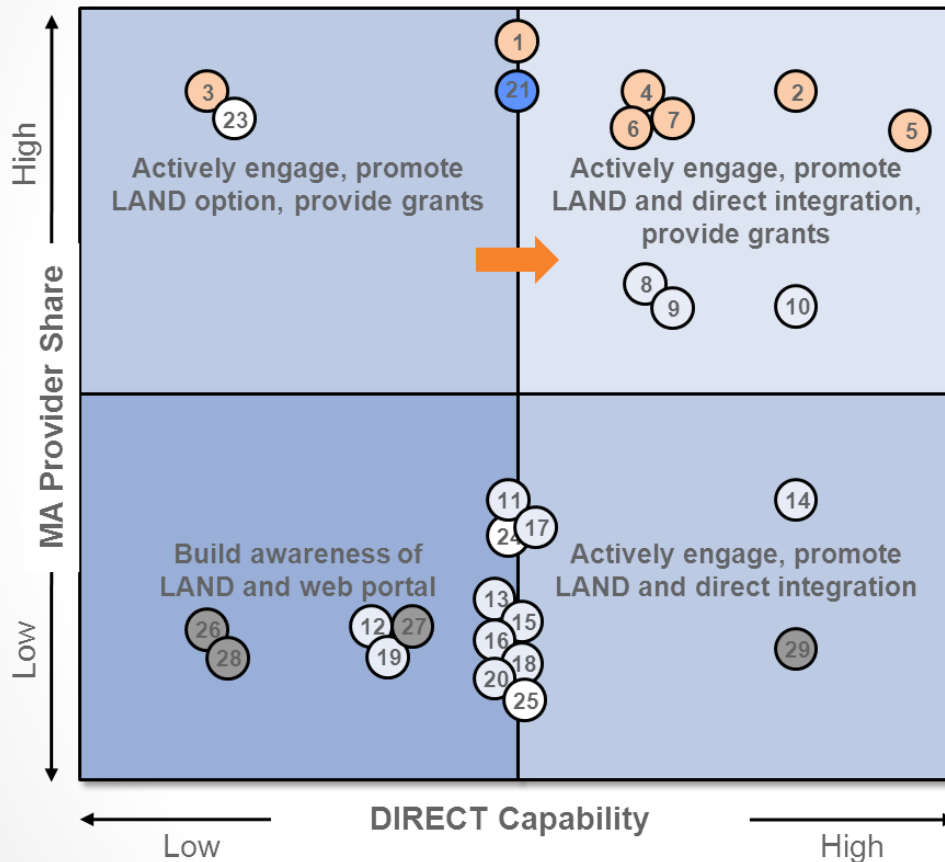 1
21
3
23
4
6
7
2
5
Actively engage, promote
LAND option, provide grants
Actively engage, promote
LAND and direct integration,
provide grants
8
9
10
High
MA Provider Share
Low
11
17
24
14
Build awareness of
LAND and web portal
Actively engage, promote
LAND and direct integration
13
15
16
18
20
25
26
28
12
27
19
29
DIRECT Capability
Low
High